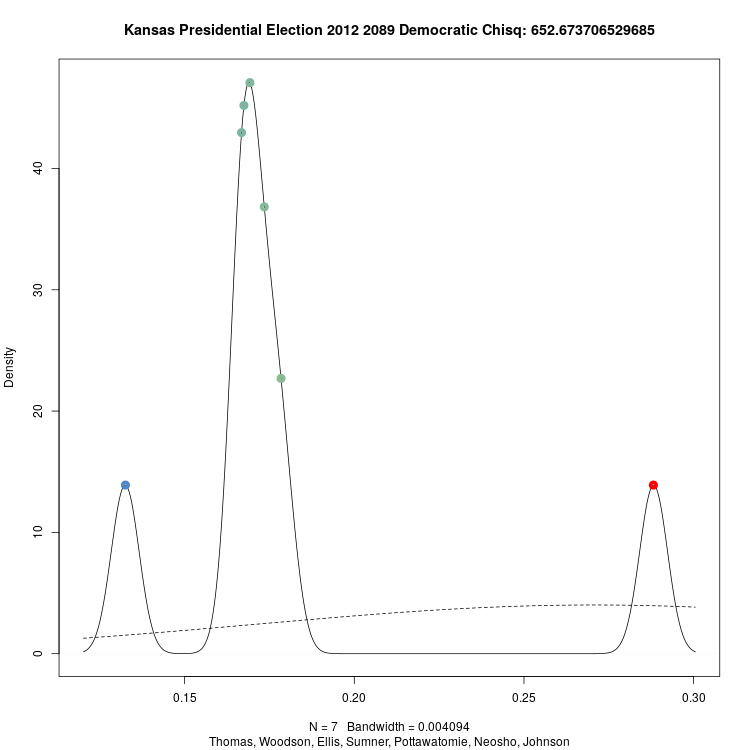 Kansas Presidential Election 2012 2089 Democratic Chisq: 652.673706529685
Density
40
30
20
10
0
0.15 0.20 0.25 0.30
N = 7 Bandwidth = 0.004094
Thomas, Woodson, Ellis, Sumner, Pottawatomie, Neosho, Johnson